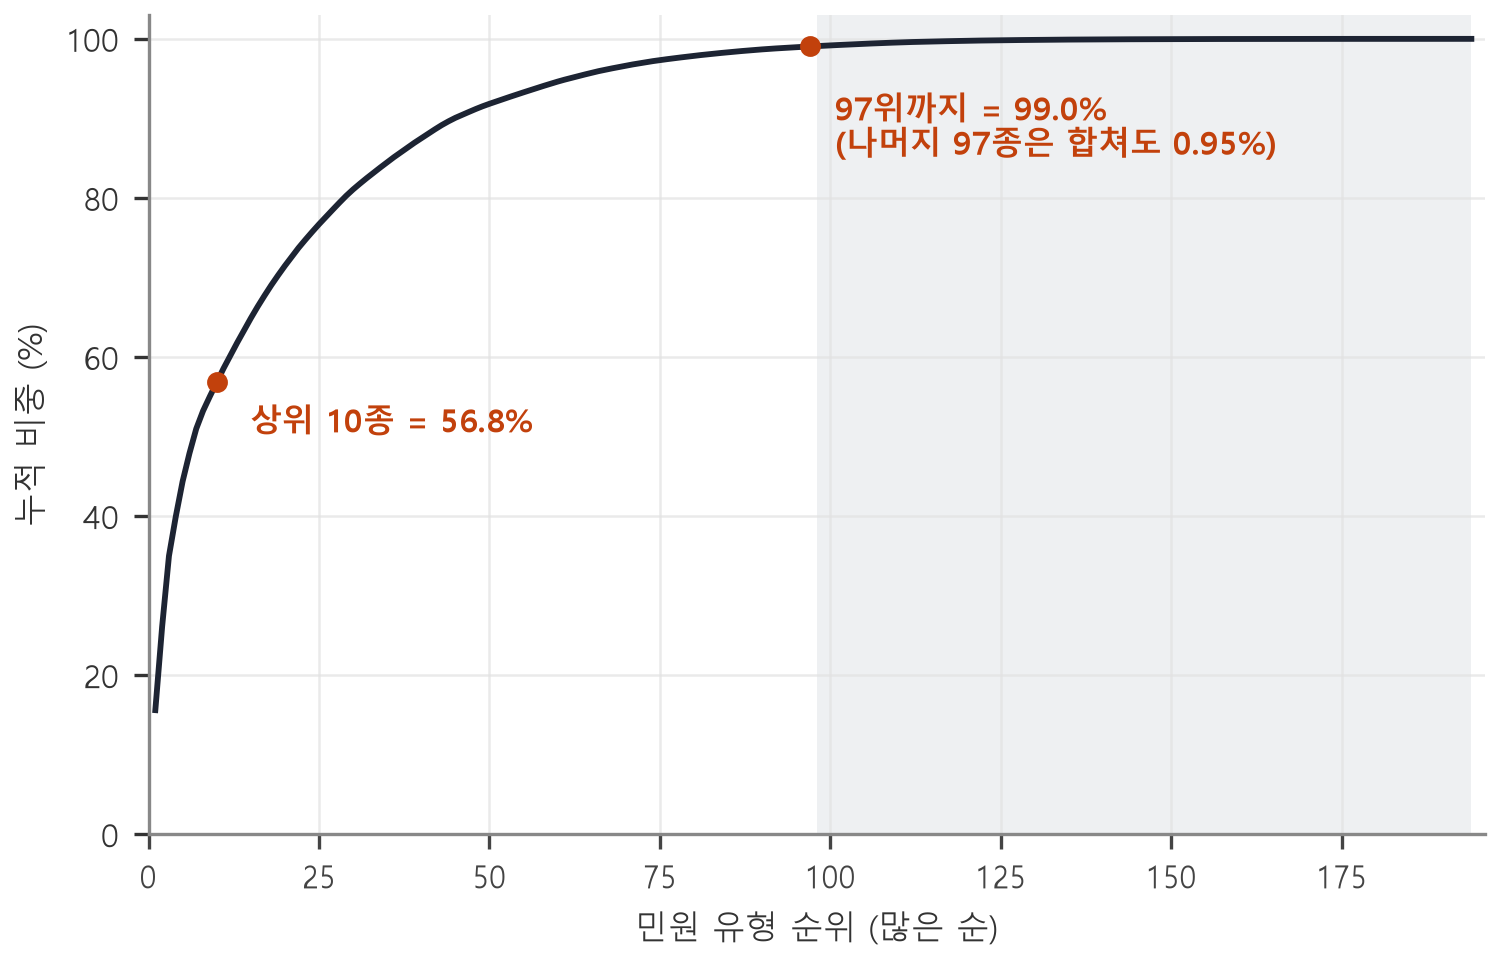 100
80
60
40
20
0
누적 비중 (%)
97위까지 = 99.0%
(나머지 97종은 합쳐도 0.95%)
상위 10종 = 56.8%
0 25 50 75 100 125 150 175
민원 유형 순위 (많은 순)